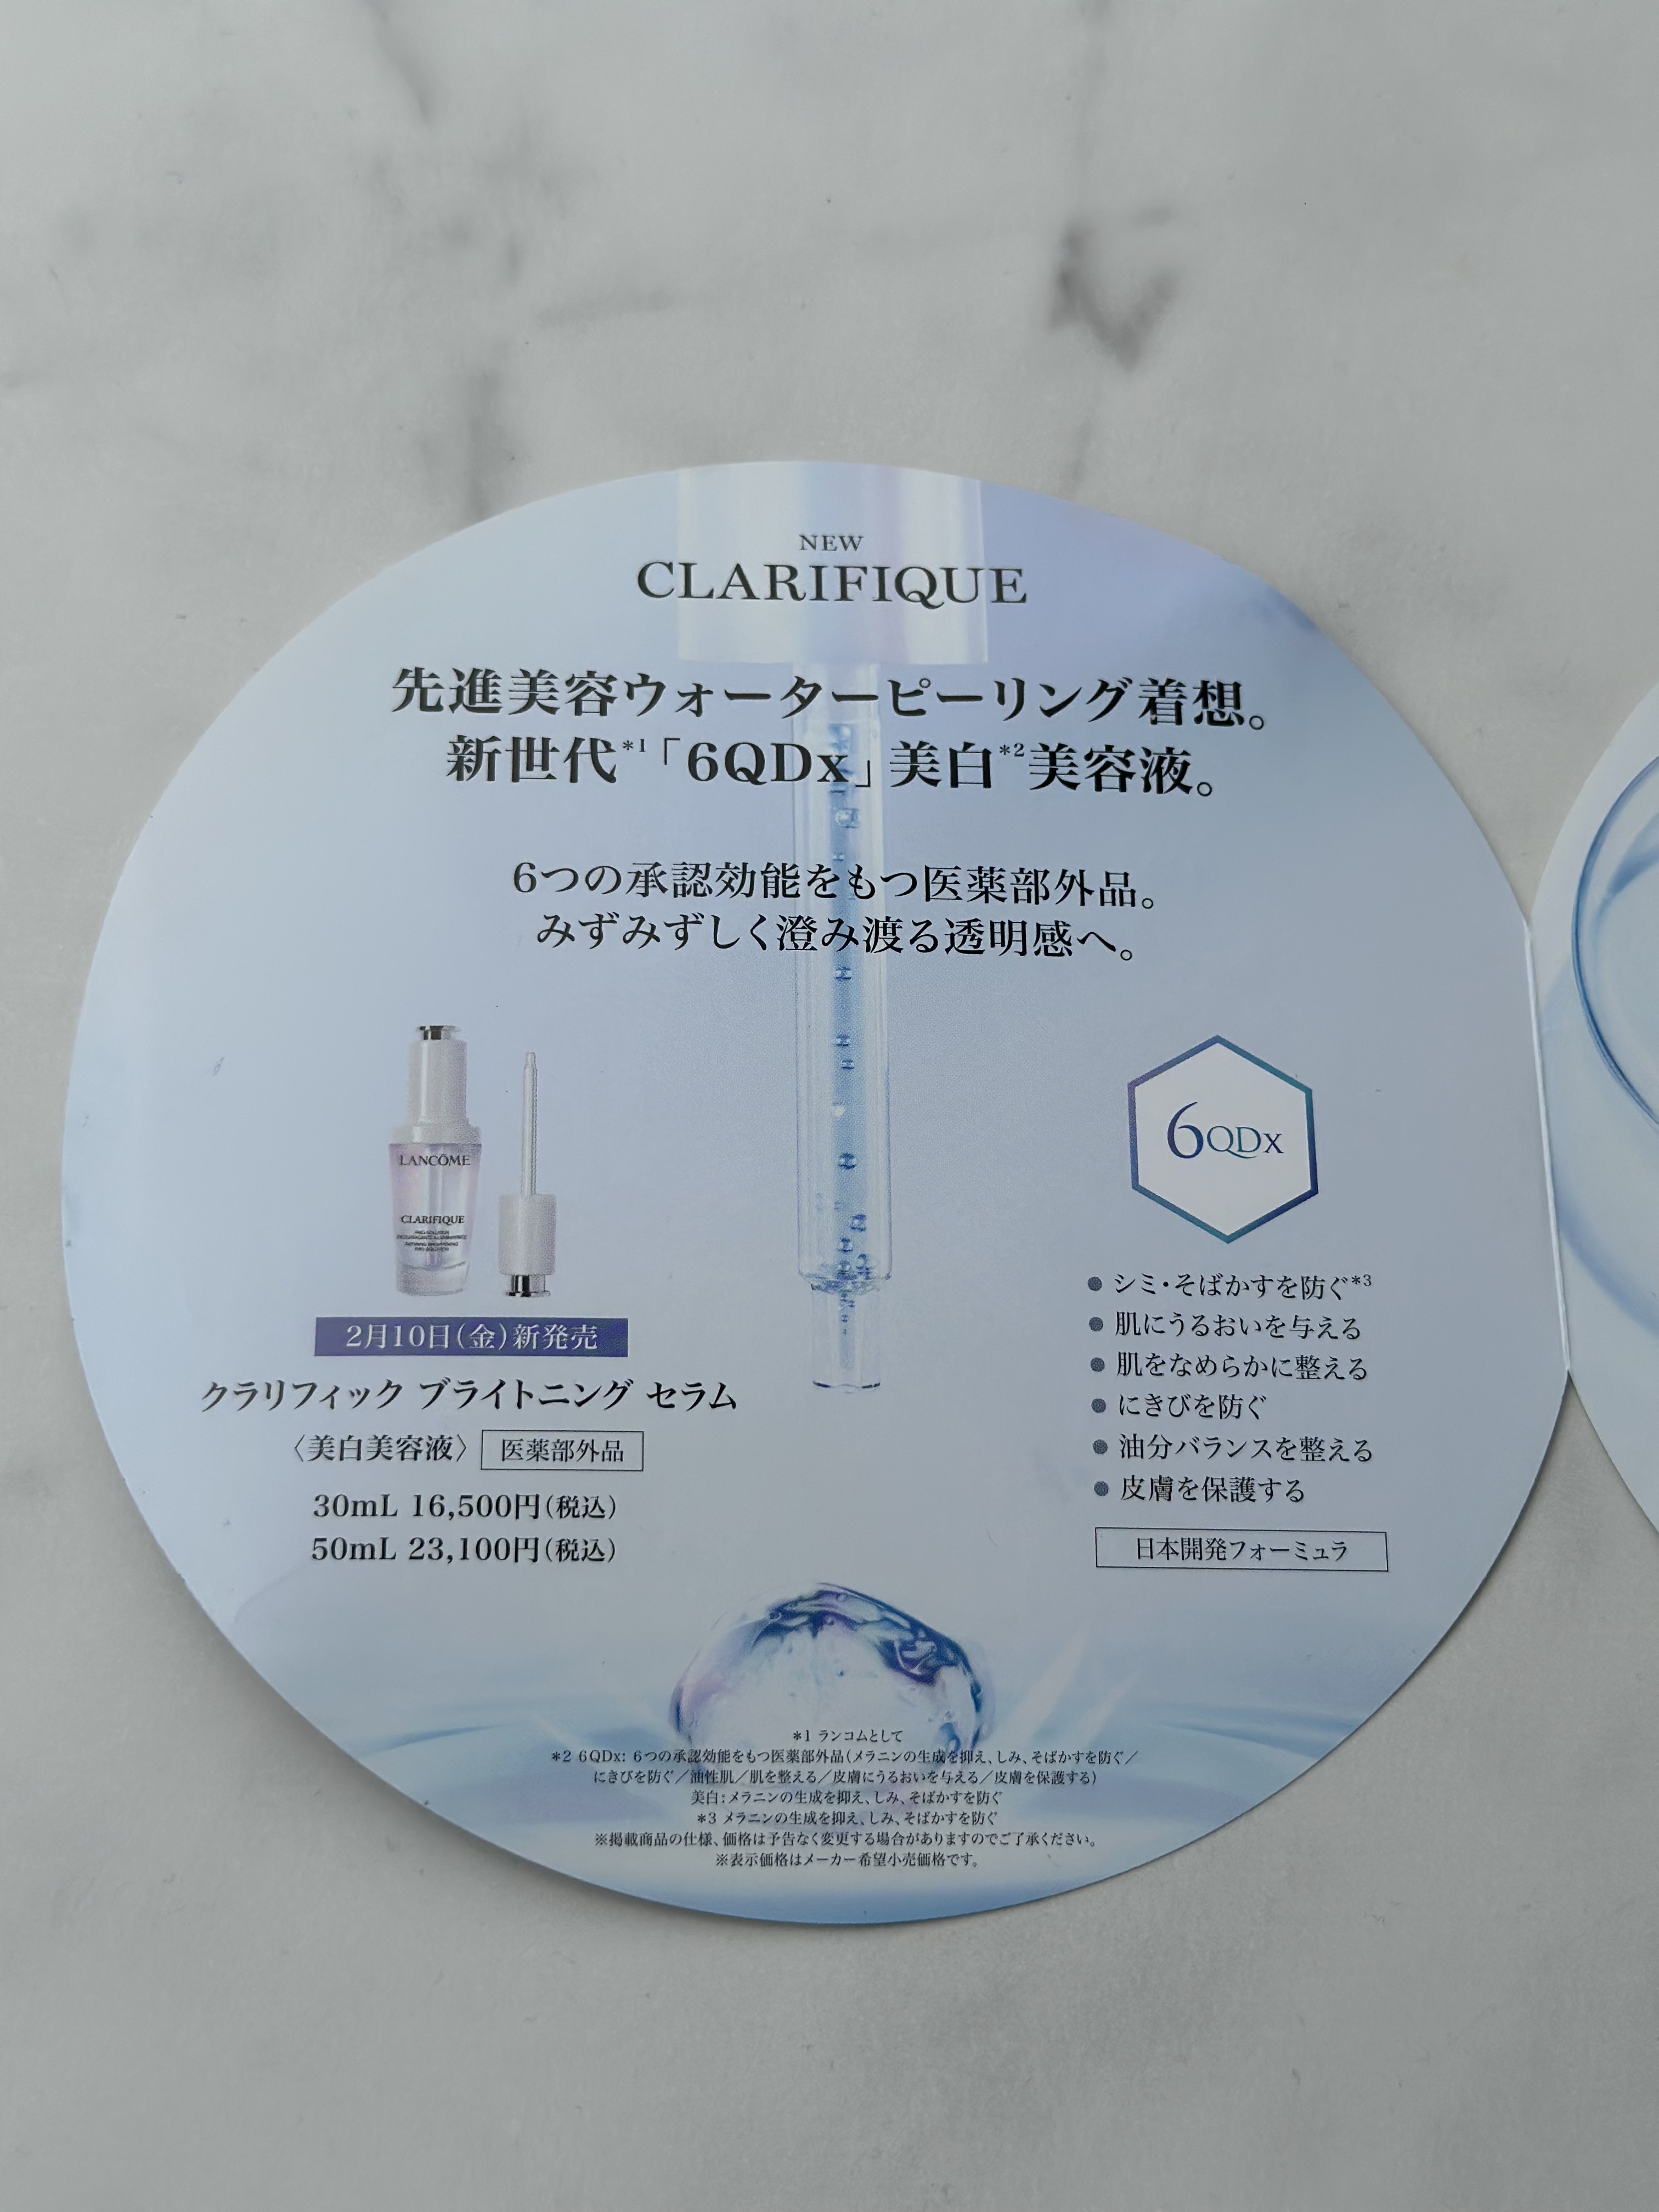 NEW
CLARIFIQUE
先進美容ウォーターピーリング着想。
新世代*1「6QDx」美白*2美容液。
6つの承認効能をもつ医薬部外品。
みずみずしく澄み渡る透明感へ。
LANCÔME
CLARIFIQUE
2月10日(金)新発売
クラリフィック ブライトニング セラム
〈美白美容液〉 医薬部外品
30mL 16,500円(税込)
50mL 23,100円(税込)
6QDx
●シミ・そばかすを防ぐ*3
●肌にうるおいを与える
●肌をなめらかに整える
●にきびを防ぐ
●油分バランスを整える
●皮膚を保護する
日本開発フォーミュラ
*1 ランコムとして
*2 6QDx: 6つの承認効能をもつ医薬部外品(メラニンの生成を抑え、しみ、そばかすを防ぐ/
にきびを防ぐ/油性肌/肌を整える/皮膚にうるおいを与える/皮膚を保護する)
美白:メラニンの生成を抑え、しみ、そばかすを防ぐ
*3 メラニンの生成を抑え、しみ、そばかすを防ぐ
※掲載商品の仕様、価格は予告なく変更する場合がありますのでご了承ください。
※表示価格はメーカー希望小売価格です。